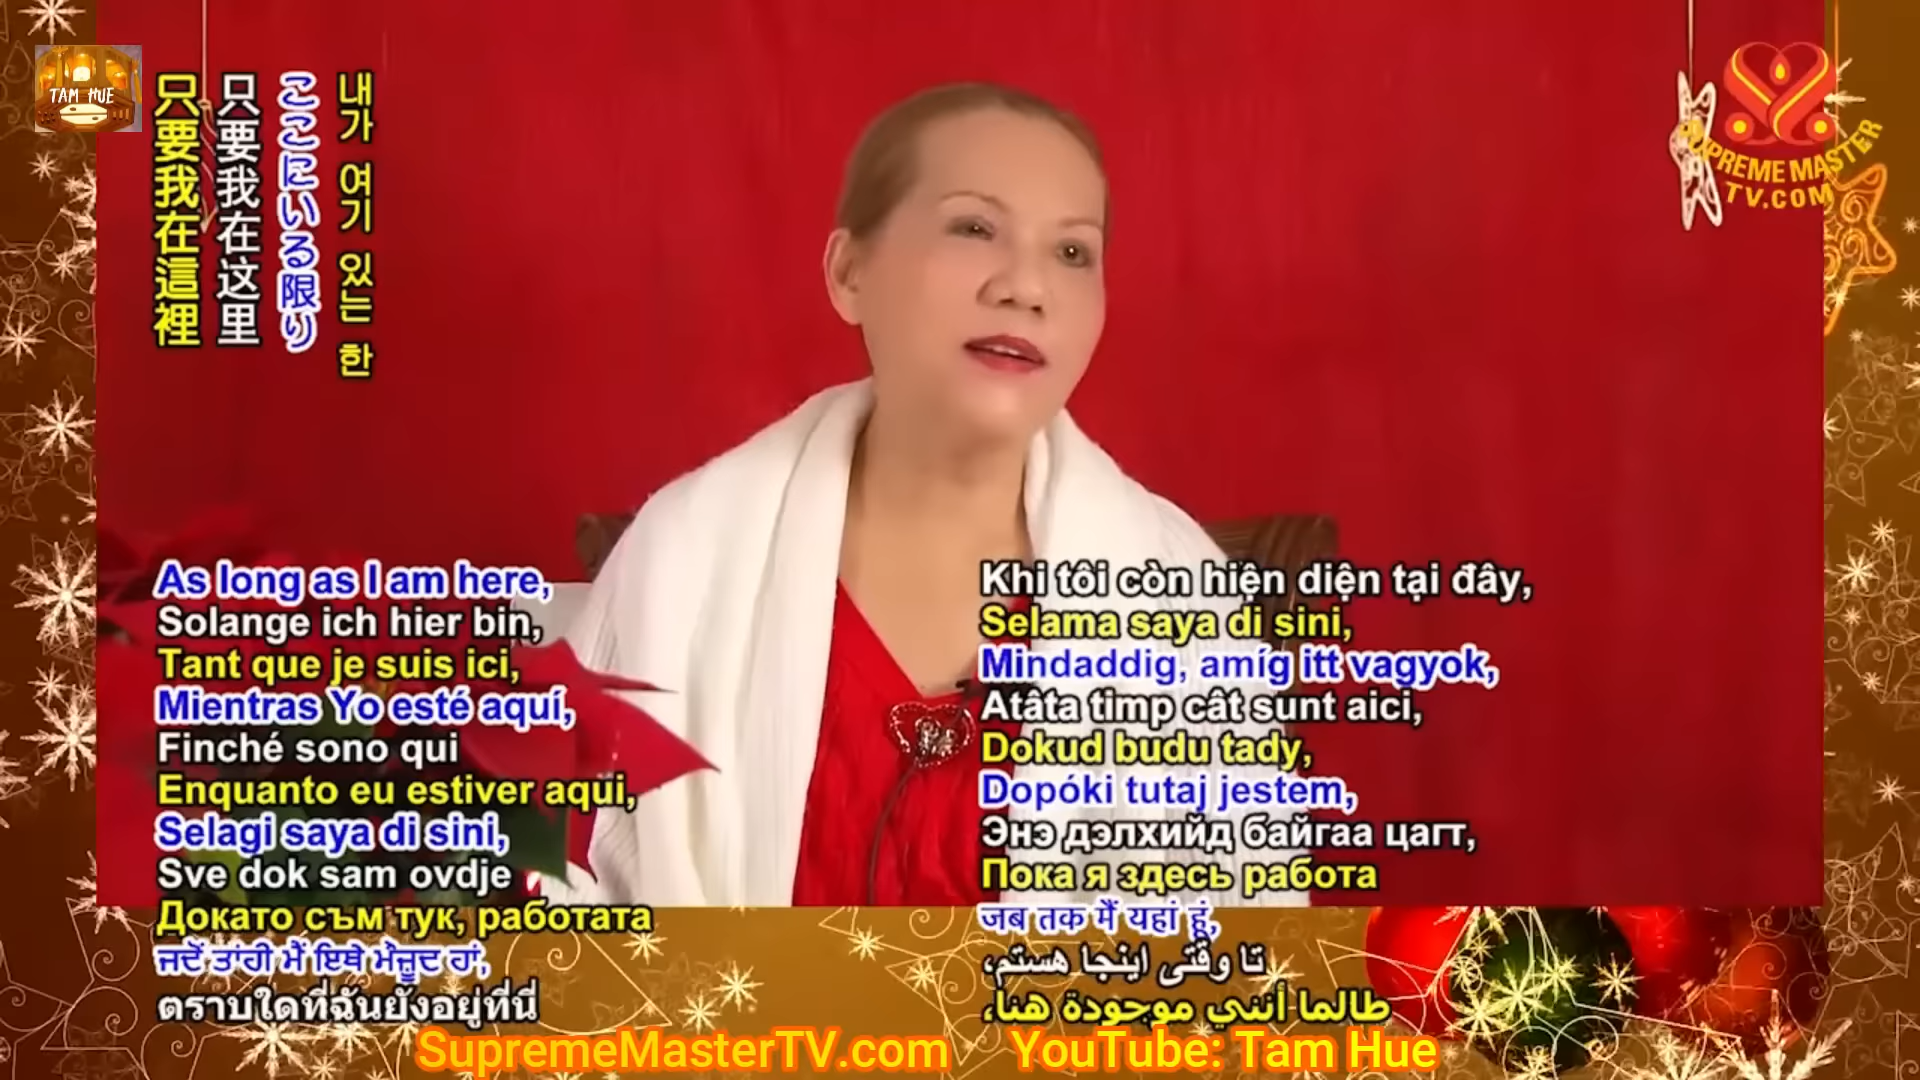 TAM HUE
只要我在這裡
只要我在这里
ここにいる限り
내가 여기 있는 한
SUPREME MASTER
TV.COM
As long as I am here,
Solange ich hier bin,
Tant que je suis ici,
Mientras Yo esté aquí,
Finché sono qui
Enquanto eu estiver aqui,
Selagi saya di sini,
Sve dok sam ovdje
Докато съм тук, работата
ਜਦੋਂ ਤਾਂਹੀ ਮੈਂ ਇਥੇ ਮੌਜੂਦ ਹਾਂ,
ตราบใดที่ฉันยังอยู่ที่นี่
Khi tôi còn hiện diện tại đây,
Selama saya di sini,
Mindaddig, amíg itt vagyok,
Atâta timp cât sunt aici,
Dokud budu tady,
Dopóki tutaj jestem,
Энэ дэлхийд байгаа цагт,
Пока я здесь работа
जब तक मैं यहां हूं,
تا وقتی اینجا هستم،
طالما أنني موجودة هنا،
SupremeMasterTV.com YouTube: Tam Hue